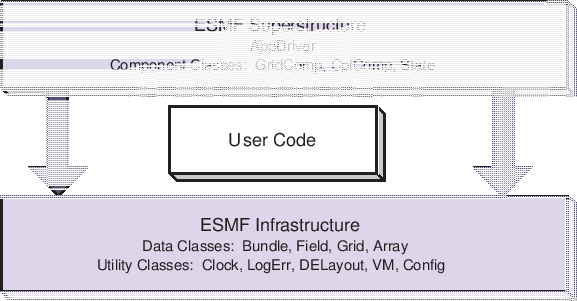 ESMF Superstructure
AppDriver
Component Classes: GridComp, CplComp, State
User Code
ESMF Infrastructure
Data Classes: Bundle, Field, Grid, Array
Utility Classes: Clock, LogErr, DELayout, VM, Config